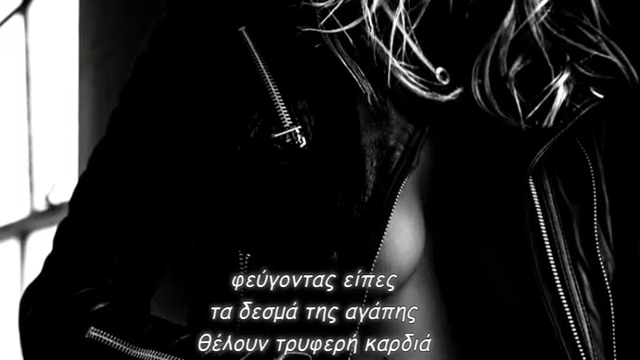 φεύγοντας είπες
τα δεσμά της αγάπης
θέλουν τρυφερή καρδιά